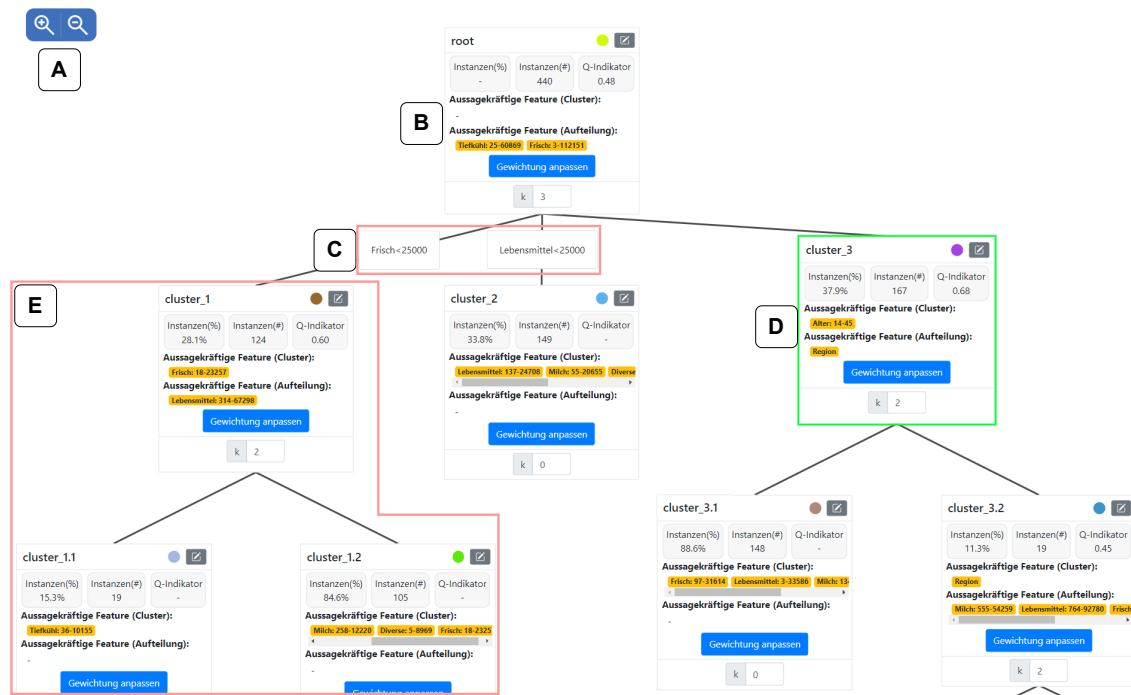 A
root
Instanzen(%) Instanzen(#) Q-Indikator
- 440 0.48
Aussagekräftige Feature (Cluster):
-
B
Aussagekräftige Feature (Aufteilung):
Tiefkühl: 25-60869 Frisch: 3-112151
Gewichtung anpassen
k 3
C
Frisch<25000 Lebensmittel<25000
E
cluster_1
Instanzen(%) Instanzen(#) Q-Indikator
28.1% 124 0.60
Aussagekräftige Feature (Cluster):
Frisch: 18-23257
Aussagekräftige Feature (Aufteilung):
Lebensmittel: 314-67298
Gewichtung anpassen
k 2
cluster_2
Instanzen(%) Instanzen(#) Q-Indikator
33.8% 149 -
Aussagekräftige Feature (Cluster):
Lebensmittel: 137-24708 Milch: 55-20655 Diverse
Aussagekräftige Feature (Aufteilung):
-
Gewichtung anpassen
k 0
D
cluster_3
Instanzen(%) Instanzen(#) Q-Indikator
37.9% 167 0.68
Aussagekräftige Feature (Cluster):
Alter: 14-45
Aussagekräftige Feature (Aufteilung):
Region
Gewichtung anpassen
k 2
cluster_1.1
Instanzen(%) Instanzen(#) Q-Indikator
15.3% 19 -
Aussagekräftige Feature (Cluster):
Tiefkühl: 36-10155
Aussagekräftige Feature (Aufteilung):
-
Gewichtung anpassen
cluster_1.2
Instanzen(%) Instanzen(#) Q-Indikator
84.6% 105 -
Aussagekräftige Feature (Cluster):
Milch: 258-12220 Diverse: 5-8969 Frisch: 18-2325
Aussagekräftige Feature (Aufteilung):
-
Gewichtung anpassen
cluster_3.1
Instanzen(%) Instanzen(#) Q-Indikator
88.6% 148 -
Aussagekräftige Feature (Cluster):
Frisch: 97-31614 Lebensmittel: 3-33586 Milch: 134
Aussagekräftige Feature (Aufteilung):
-
Gewichtung anpassen
k 0
cluster_3.2
Instanzen(%) Instanzen(#) Q-Indikator
11.3% 19 0.45
Aussagekräftige Feature (Cluster):
Region
Aussagekräftige Feature (Aufteilung):
Milch: 555-54259 Lebensmittel: 764-92780 Frisch
Gewichtung anpassen
k 2